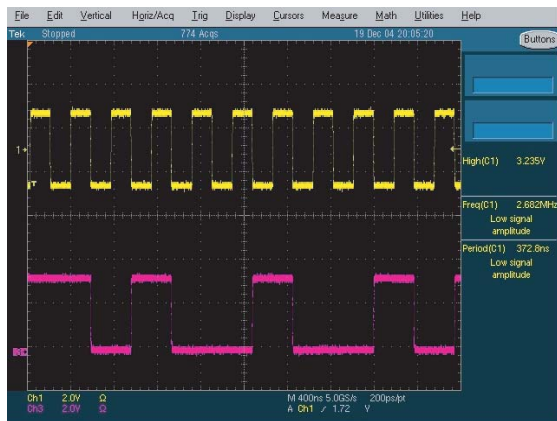 File Edit Vertical Horiz/Acq Trig Display Cursors Measure Math Utilities Help
Tek Stopped 774 Acqs 19 Dec 04 20:05:20
Buttons
1
High(C1) 3.235V
T
Freq(C1) 2.682MHz
Low signal
amplitude
Period(C1) 372.8ns
Low signal
amplitude
Ch1 2.0V Ω M 400ns 5.0GS/s 200ps/pt
Ch3 2.0V Ω A Ch1 ∕ 1.72 V